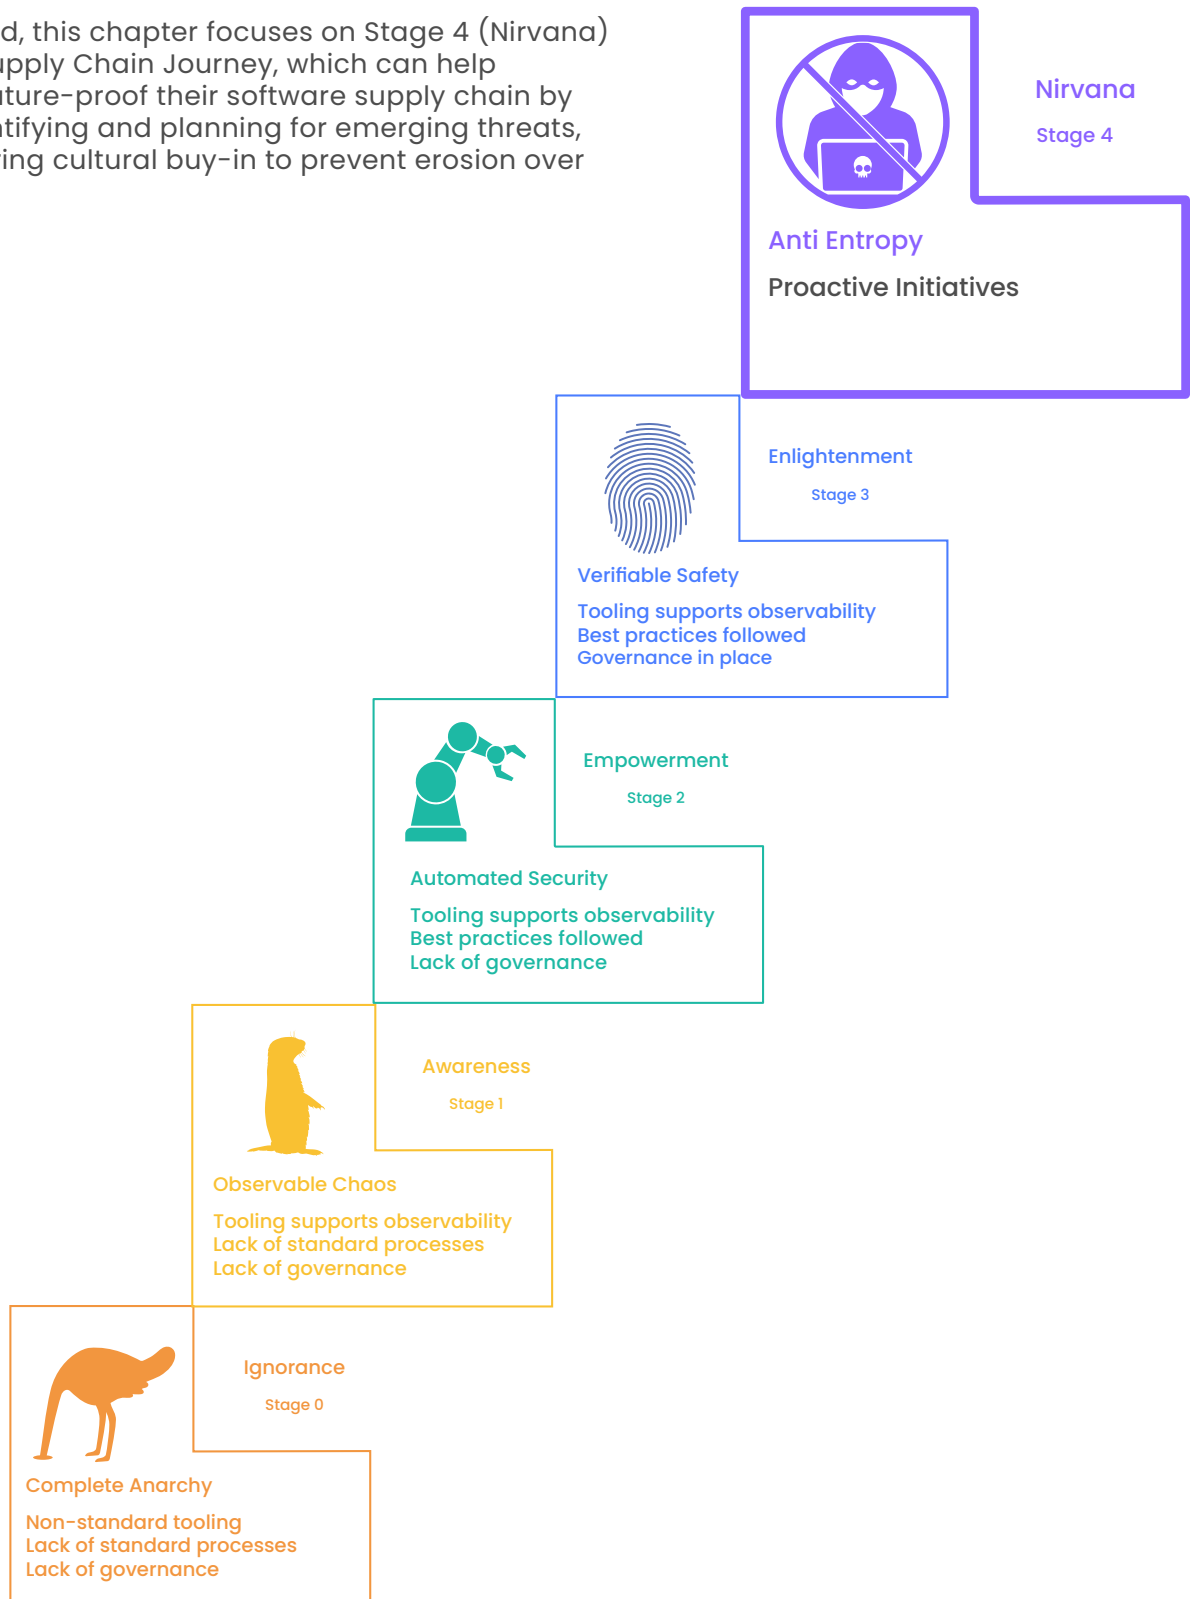 d, this chapter focuses on Stage 4 (Nirvana)
upply Chain Journey, which can help
ture-proof their software supply chain by
ntifying and planning for emerging threats,
ring cultural buy-in to prevent erosion over
Nirvana
Stage 4
Anti Entropy
Proactive Initiatives
Enlightenment
Stage 3
Verifiable Safety
Tooling supports observability
Best practices followed
Governance in place
Empowerment
Stage 2
Automated Security
Tooling supports observability
Best practices followed
Lack of governance
Awareness
Stage 1
Observable Chaos
Tooling supports observability
Lack of standard processes
Lack of governance
Ignorance
Stage 0
Complete Anarchy
Non-standard tooling
Lack of standard processes
Lack of governance